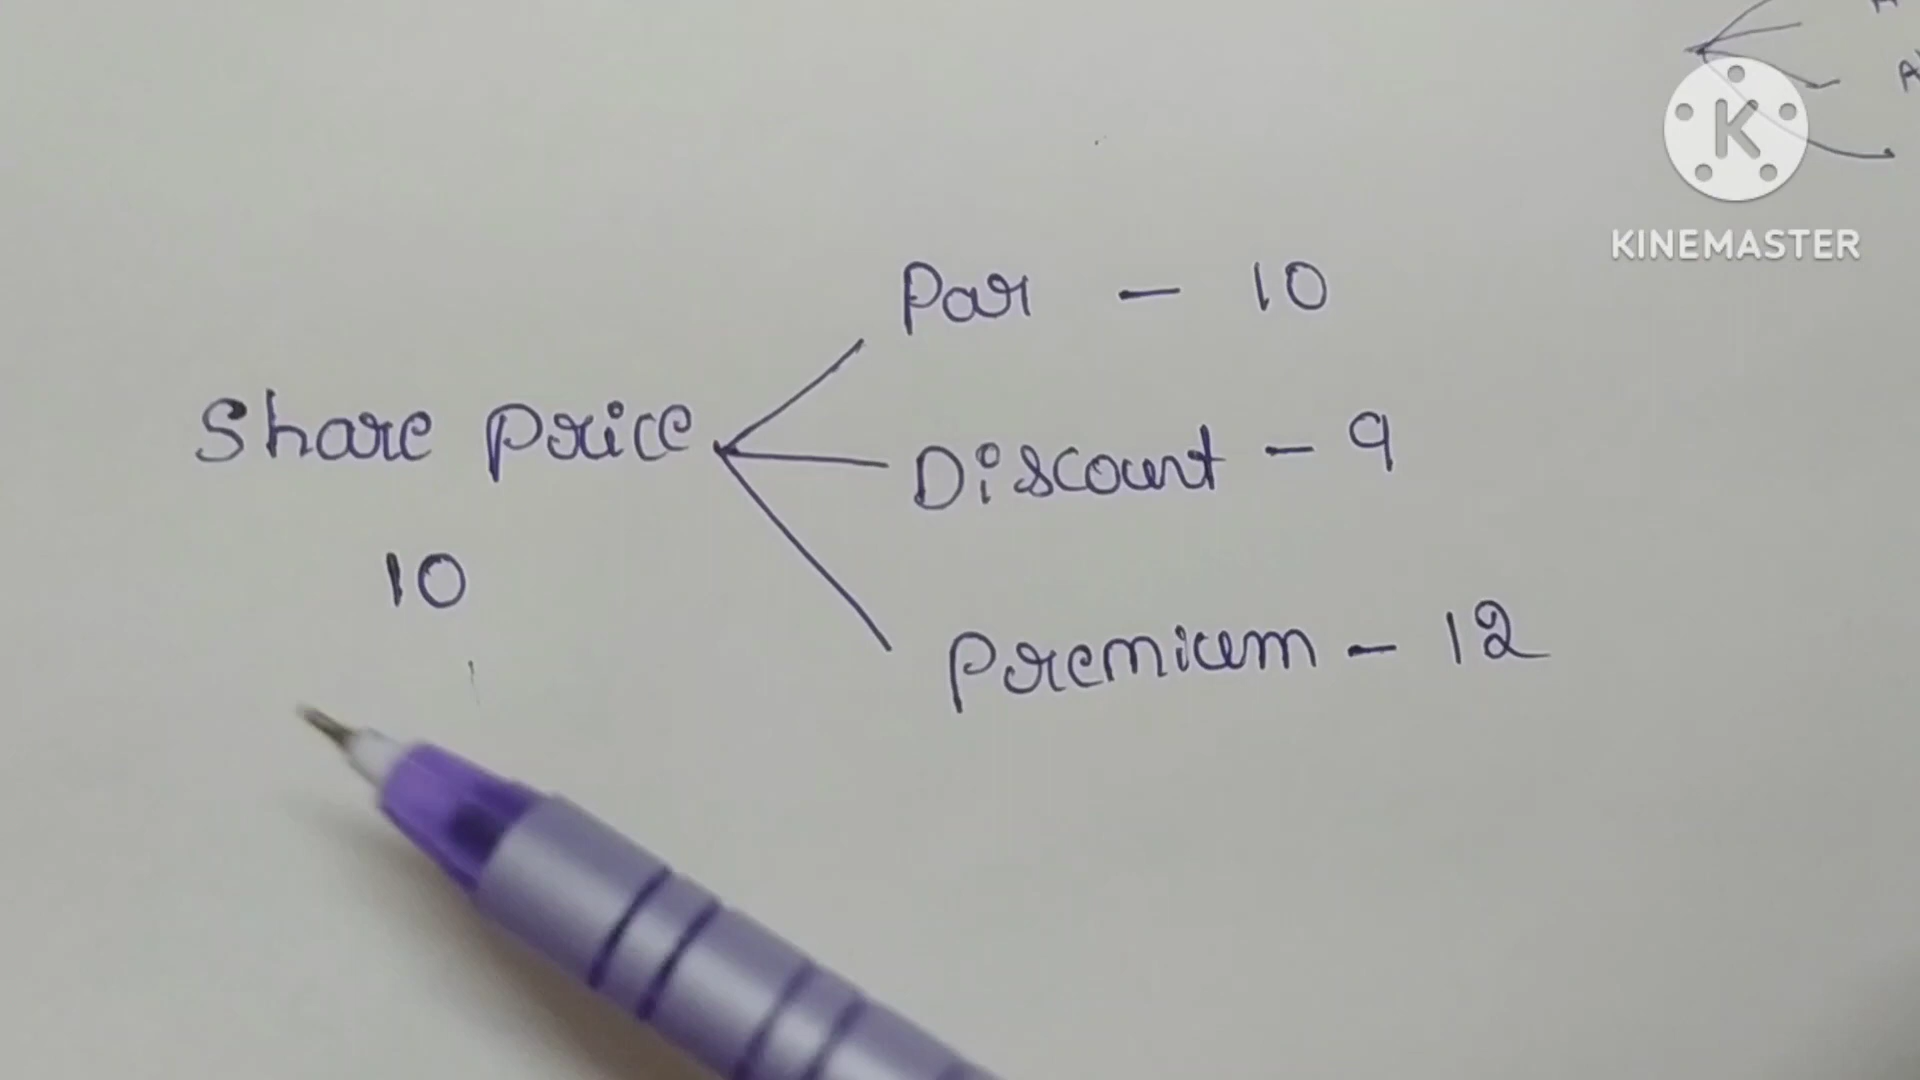 Par - 10
Share price
Discount - 9
10
Premium - 12
K
KINEMASTER
A